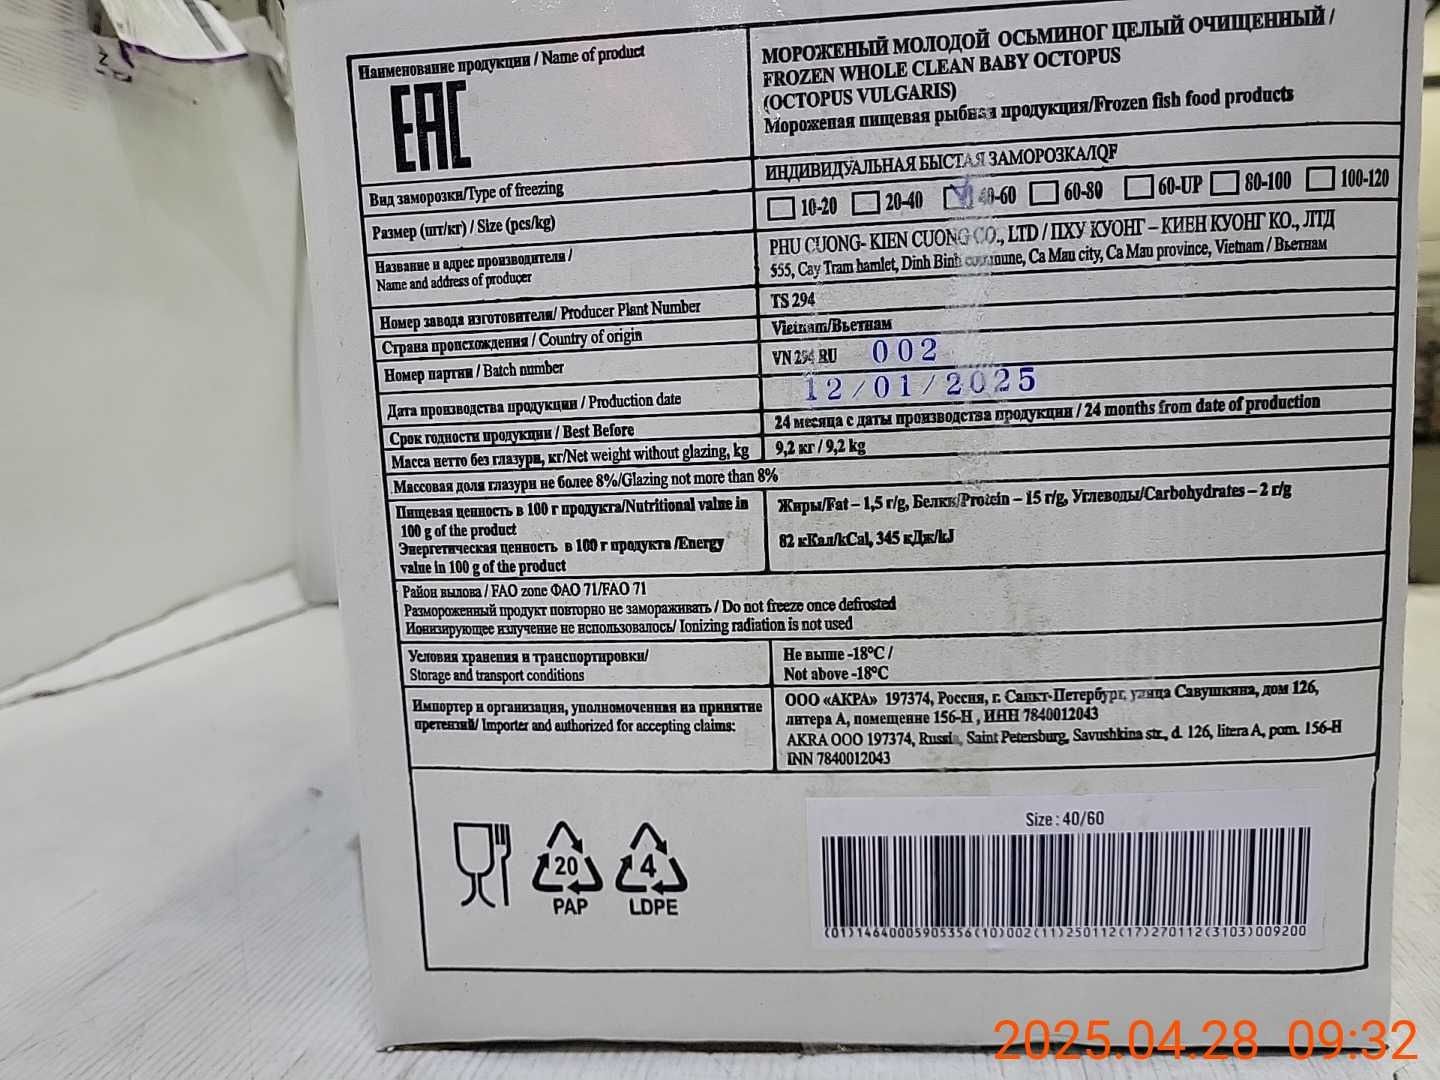 Наименование продукции / Name of product
EAC
МОРОЖЕНЫЙ МОЛОДОЙ ОСЬМИНОГ ЦЕЛЫЙ ОЧИЩЕННЫЙ /
FROZEN WHOLE CLEAN BABY OCTOPUS
(OCTOPUS VULGARIS)
Мороженая пищевая рыбная продукция/Frozen fish food products
Вид заморозки/Type of freezing
ИНДИВИДУАЛЬНАЯ БЫСТАЯ ЗАМОРОЗКА/IQF
Размер (шт/кг) / Size (pcs/kg)
10-20 20-40 40-60 60-80 60-UP 80-100 100-120
Название и адрес производителя /
Name and address of producer
PHU CUONG- KIEN CUONG CO., LTD / ПХУ КУОНГ – КИЕН КУОНГ КО., ЛТД
555, Cay Tram hamlet, Dinh Binh commune, Ca Mau city, Ca Mau province, Vietnam / Вьетнам
Номер завода изготовителя/ Producer Plant Number
TS 294
Страна происхождения / Country of origin
Vietnam/Вьетнам
Номер партии / Batch number
VN 294 RU 002
Дата производства продукции / Production date
12/01/2025
Срок годности продукции / Best Before
24 месяца с даты производства продукции / 24 months from date of production
Масса нетто без глазури, кг/Net weight without glazing, kg
9,2 кг / 9,2 kg
Массовая доля глазури не более 8%/Glazing not more than 8%
Пищевая ценность в 100 г продукта/Nutritional value in
100 g of the product
Энергетическая ценность в 100 г продукта /Energy
value in 100 g of the product
Жиры/Fat – 1,5 г/g, Белки/Protein – 15 г/g, Углеводы/Carbohydrates – 2 г/g
82 кКал/kCal, 345 кДж/kJ
Район вылова / FAO zone ФАО 71/FAO 71
Размороженный продукт повторно не замораживать / Do not freeze once defrosted
Ионизирующее излучение не использовалось/ Ionizing radiation is not used
Условия хранения и транспортировки/
Storage and transport conditions
Не выше -18°C /
Not above -18°C
Импортер и организация, уполномоченная на принятие
претензий/ Importer and authorized for accepting claims:
ООО «АКРА» 197374, Россия, г. Санкт-Петербург, улица Савушкина, дом 126,
литера А, помещение 156-Н , ИНН 7840012043
AKRA OOO 197374, Russia, Saint Petersburg, Savushkina str., d. 126, litera A, pom. 156-H
INN 7840012043
20
PAP
4
LDPE
Size : 40/60
(01)14640005905356(10)002(11)250112(17)270112(3103)009200
2025.04.28 09:32